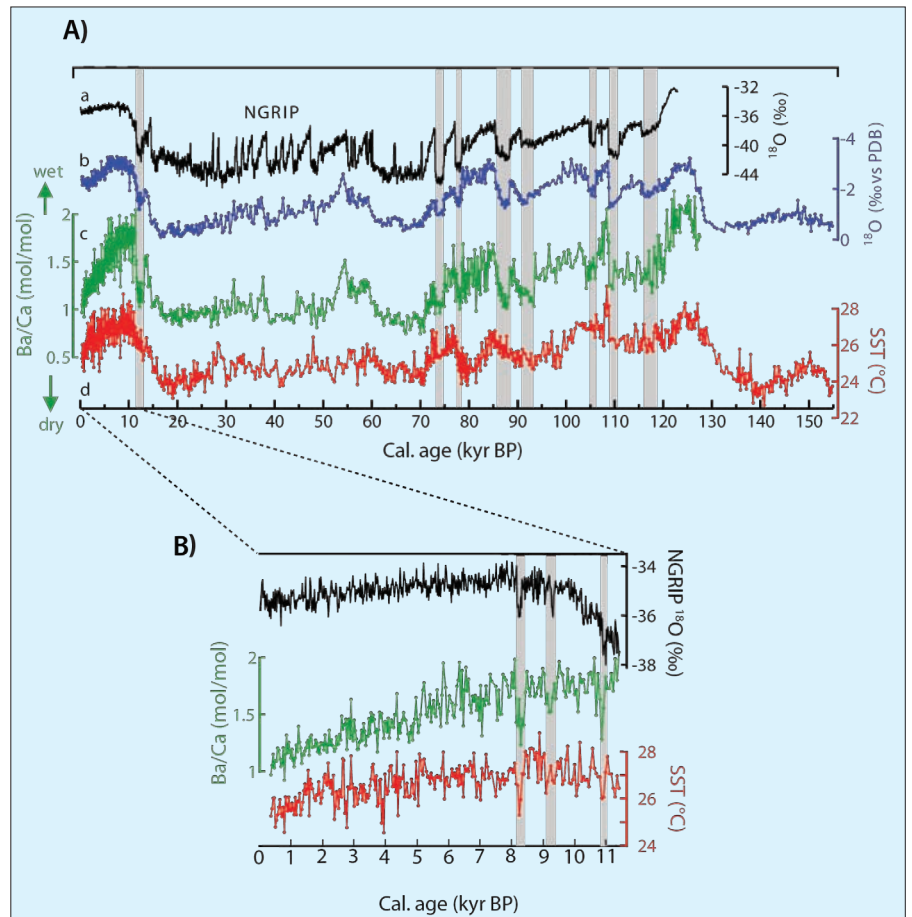 A)
a
NGRIP
-32
-36
-40
-44
18O (‰)
b
-4
-2
0
18O (‰ vs PDB)
wet
2
1.5
1
0.5
Ba/Ca (mol/mol)
c
28
26
24
22
SST (°C)
d
dry
0 10 20 30 40 50 60 70 80 90 100 110 120 130 140 150
Cal. age (kyr BP)
B)
-34
-36
-38
NGRIP 18O (‰)
2
1.5
1
Ba/Ca (mol/mol)
28
26
24
SST (°C)
0 1 2 3 4 5 6 7 8 9 10 11
Cal. age (kyr BP)